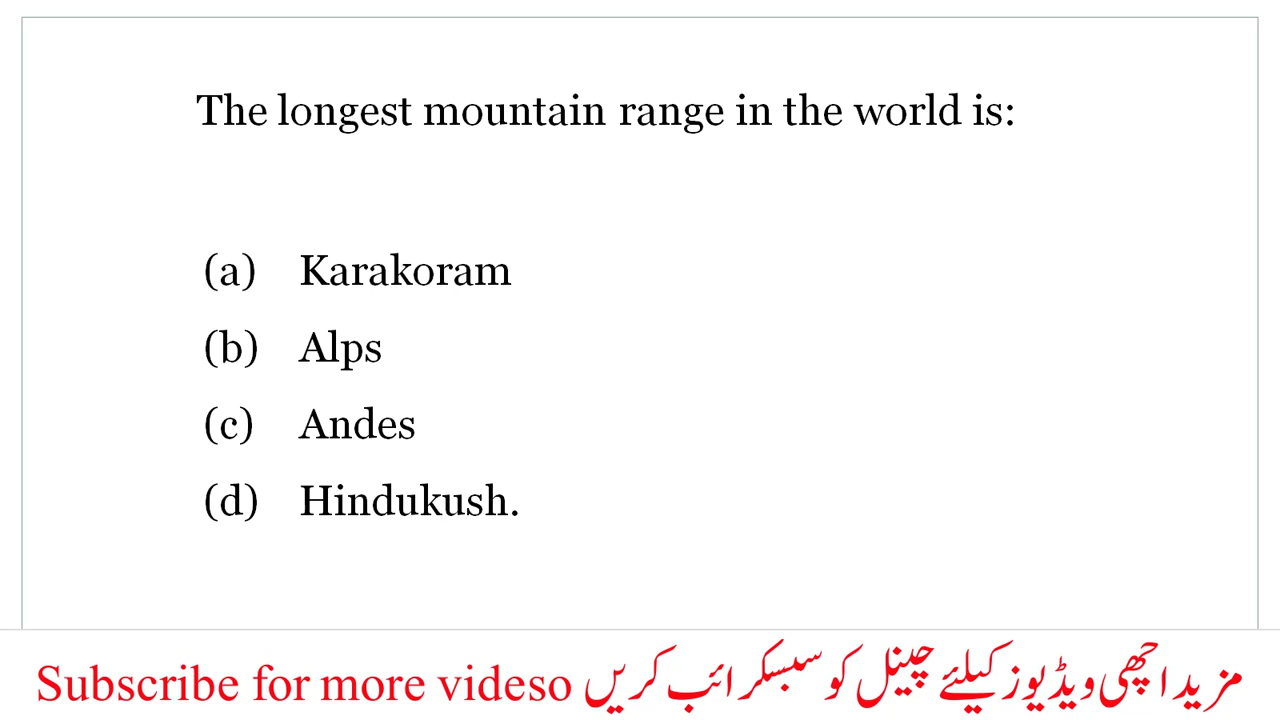 The longest mountain range in the world is:
(a) Karakoram
(b) Alps
(c) Andes
(d) Hindukush.
Subscribe for more videso مزید اچھی ویڈیوز کیلئے چینل کو سبسکرائب کریں